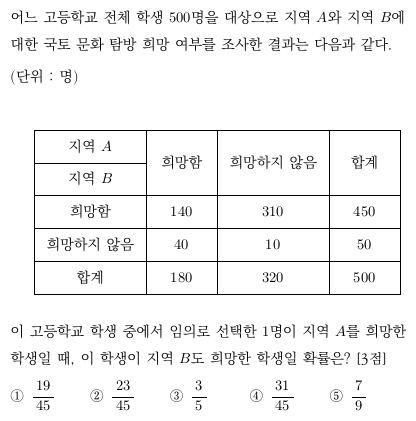 어느 고등학교 전체 학생 500명을 대상으로 지역 A와 지역 B에
대한 국토 문화 탐방 희망 여부를 조사한 결과는 다음과 같다.
(단위 : 명)
지역 A
지역 B
희망함 희망하지 않음 합계
희망함 140 310 450
희망하지 않음 40 10 50
합계 180 320 500
이 고등학교 학생 중에서 임의로 선택한 1명이 지역 A를 희망한
학생일 때, 이 학생이 지역 B도 희망한 학생일 확률은? [3점]
① 19/45 ② 23/45 ③ 3/5 ④ 31/45 ⑤ 7/9